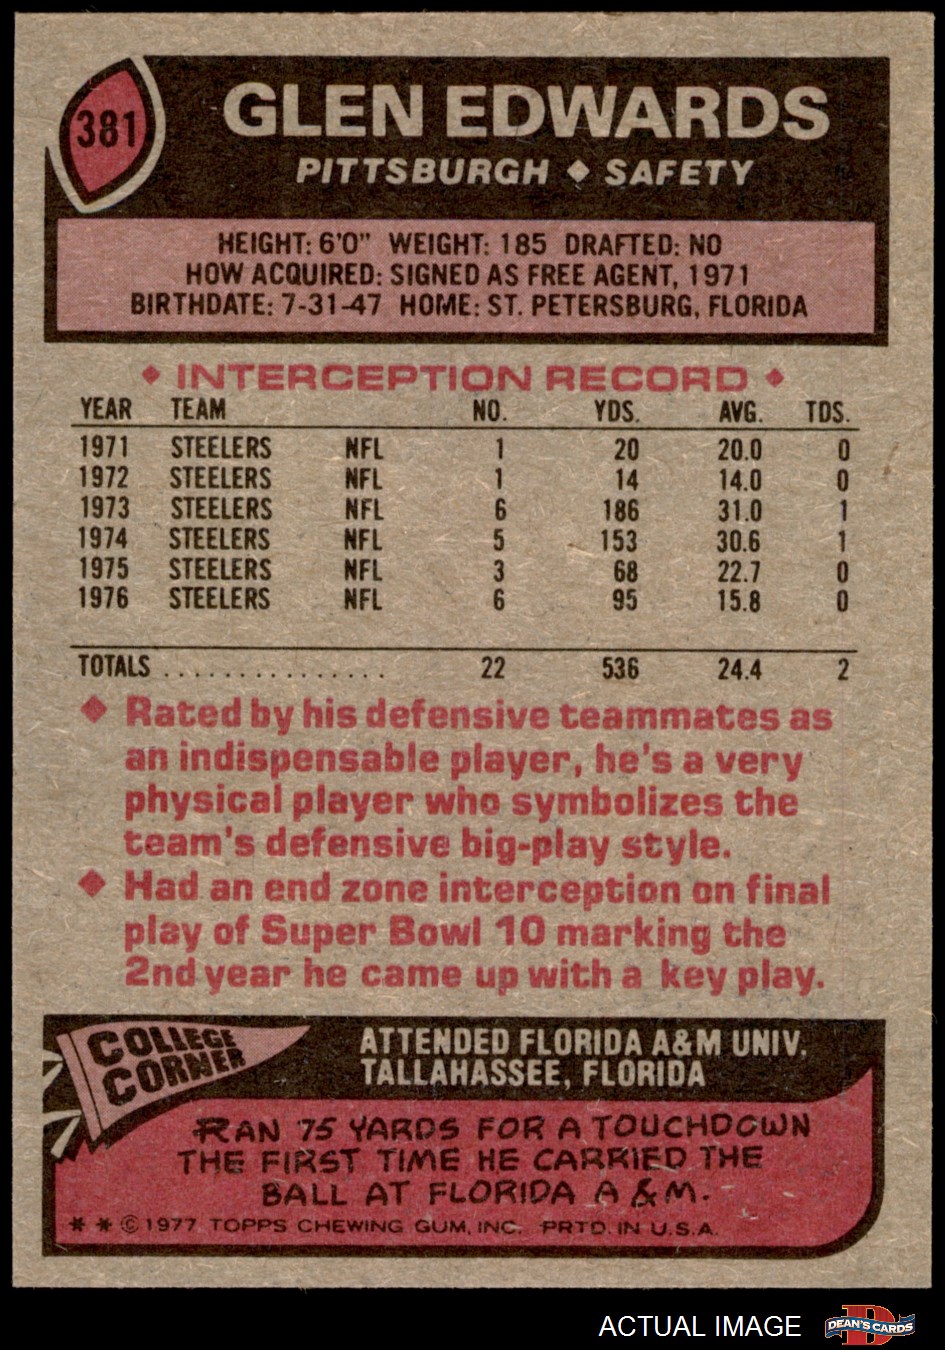 381
GLEN EDWARDS
PITTSBURGH ◆ SAFETY
HEIGHT: 6'0" WEIGHT: 185 DRAFTED: NO
HOW ACQUIRED: SIGNED AS FREE AGENT, 1971
BIRTHDATE: 7-31-47 HOME: ST. PETERSBURG, FLORIDA
◆ INTERCEPTION RECORD ◆
YEAR TEAM NO. YDS. AVG. TDS.
1971 STEELERS NFL 1 20 20.0 0
1972 STEELERS NFL 1 14 14.0 0
1973 STEELERS NFL 6 186 31.0 1
1974 STEELERS NFL 5 153 30.6 1
1975 STEELERS NFL 3 68 22.7 0
1976 STEELERS NFL 6 95 15.8 0
TOTALS ............... 22 536 24.4 2
◆ Rated by his defensive teammates as
an indispensable player, he's a very
physical player who symbolizes the
team's defensive big-play style.
◆ Had an end zone interception on final
play of Super Bowl 10 marking the
2nd year he came up with a key play.
COLLEGE
CORNER
ATTENDED FLORIDA A&M UNIV.
TALLAHASSEE, FLORIDA
RAN 75 YARDS FOR A TOUCHDOWN
THE FIRST TIME HE CARRIED THE
BALL AT FLORIDA A & M.
* * © 1977 TOPPS CHEWING GUM, INC. PRTD. IN U.S.A.
ACTUAL IMAGE
D
DEAN'S CARDS